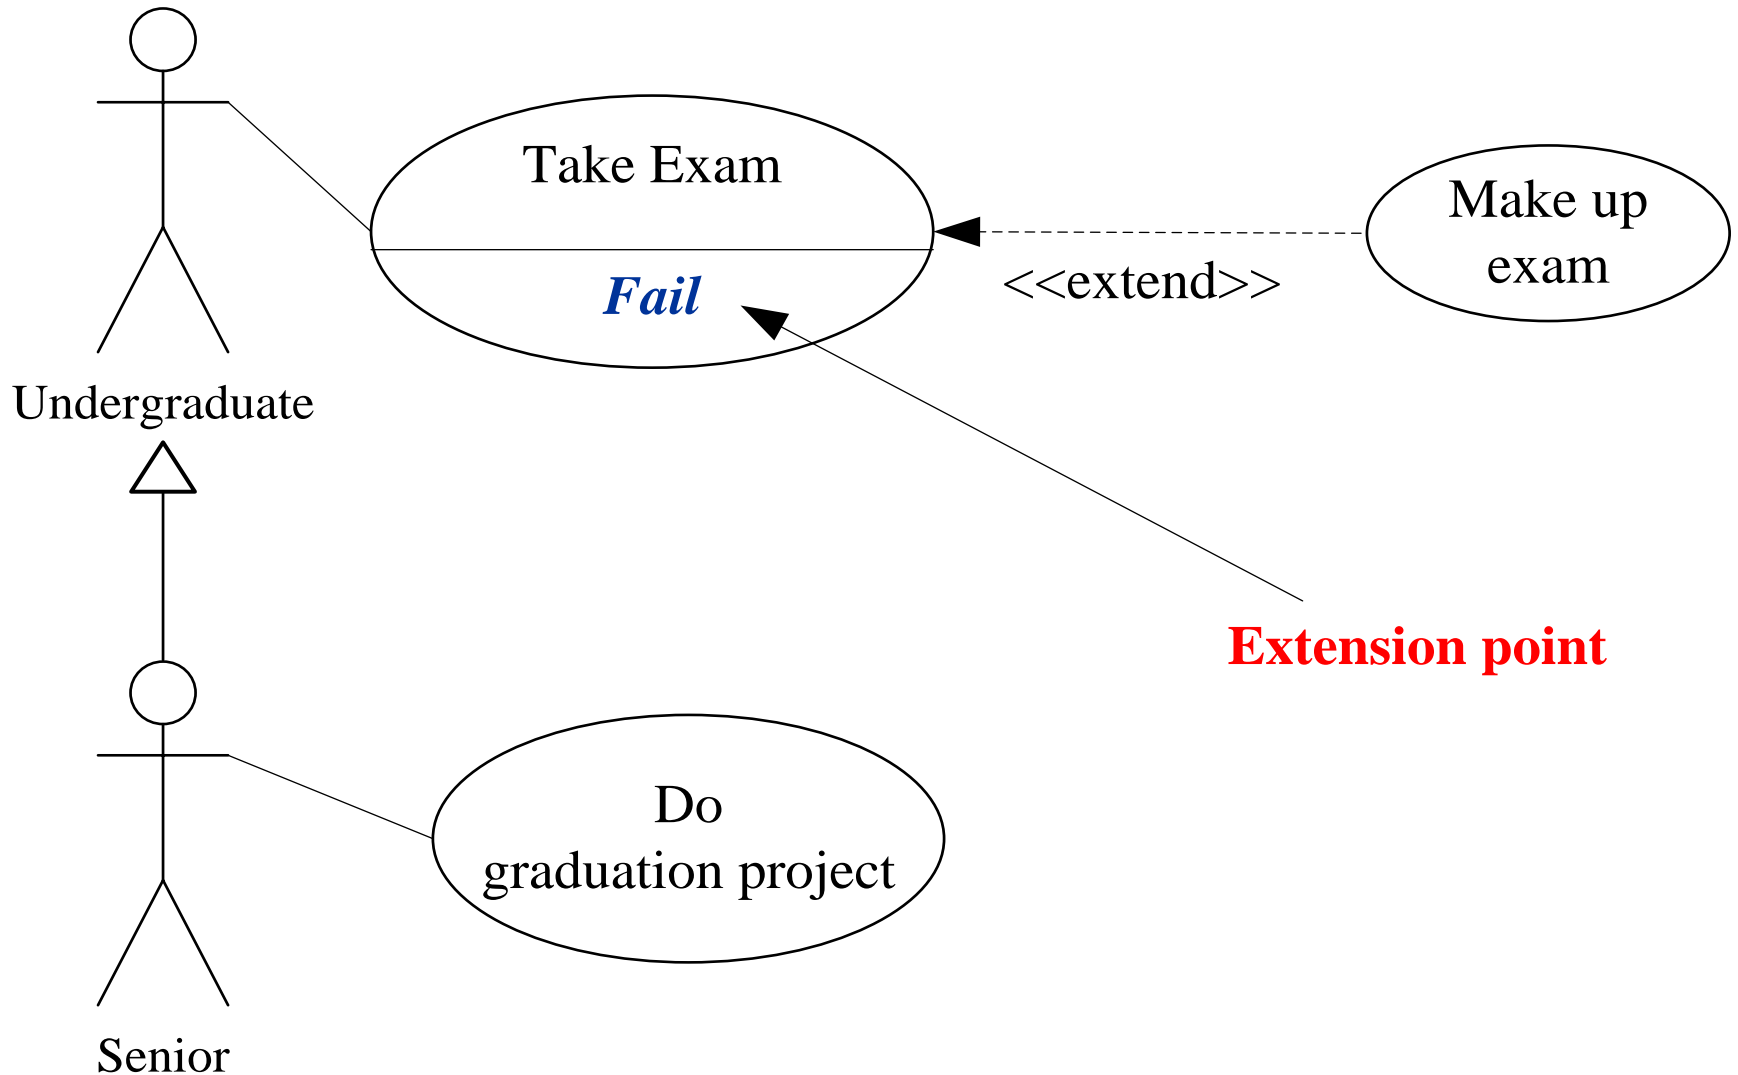 Take Exam
Fail
<<extend>>
Make up
exam
Undergraduate
Extension point
Do
graduation project
Senior